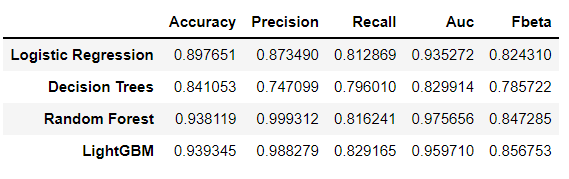 Accuracy Precision Recall Auc Fbeta
Logistic Regression 0.897651 0.873490 0.812869 0.935272 0.824310
Decision Trees 0.841053 0.747099 0.796010 0.829914 0.785722
Random Forest 0.938119 0.999312 0.816241 0.975656 0.847285
LightGBM 0.939345 0.988279 0.829165 0.959710 0.856753